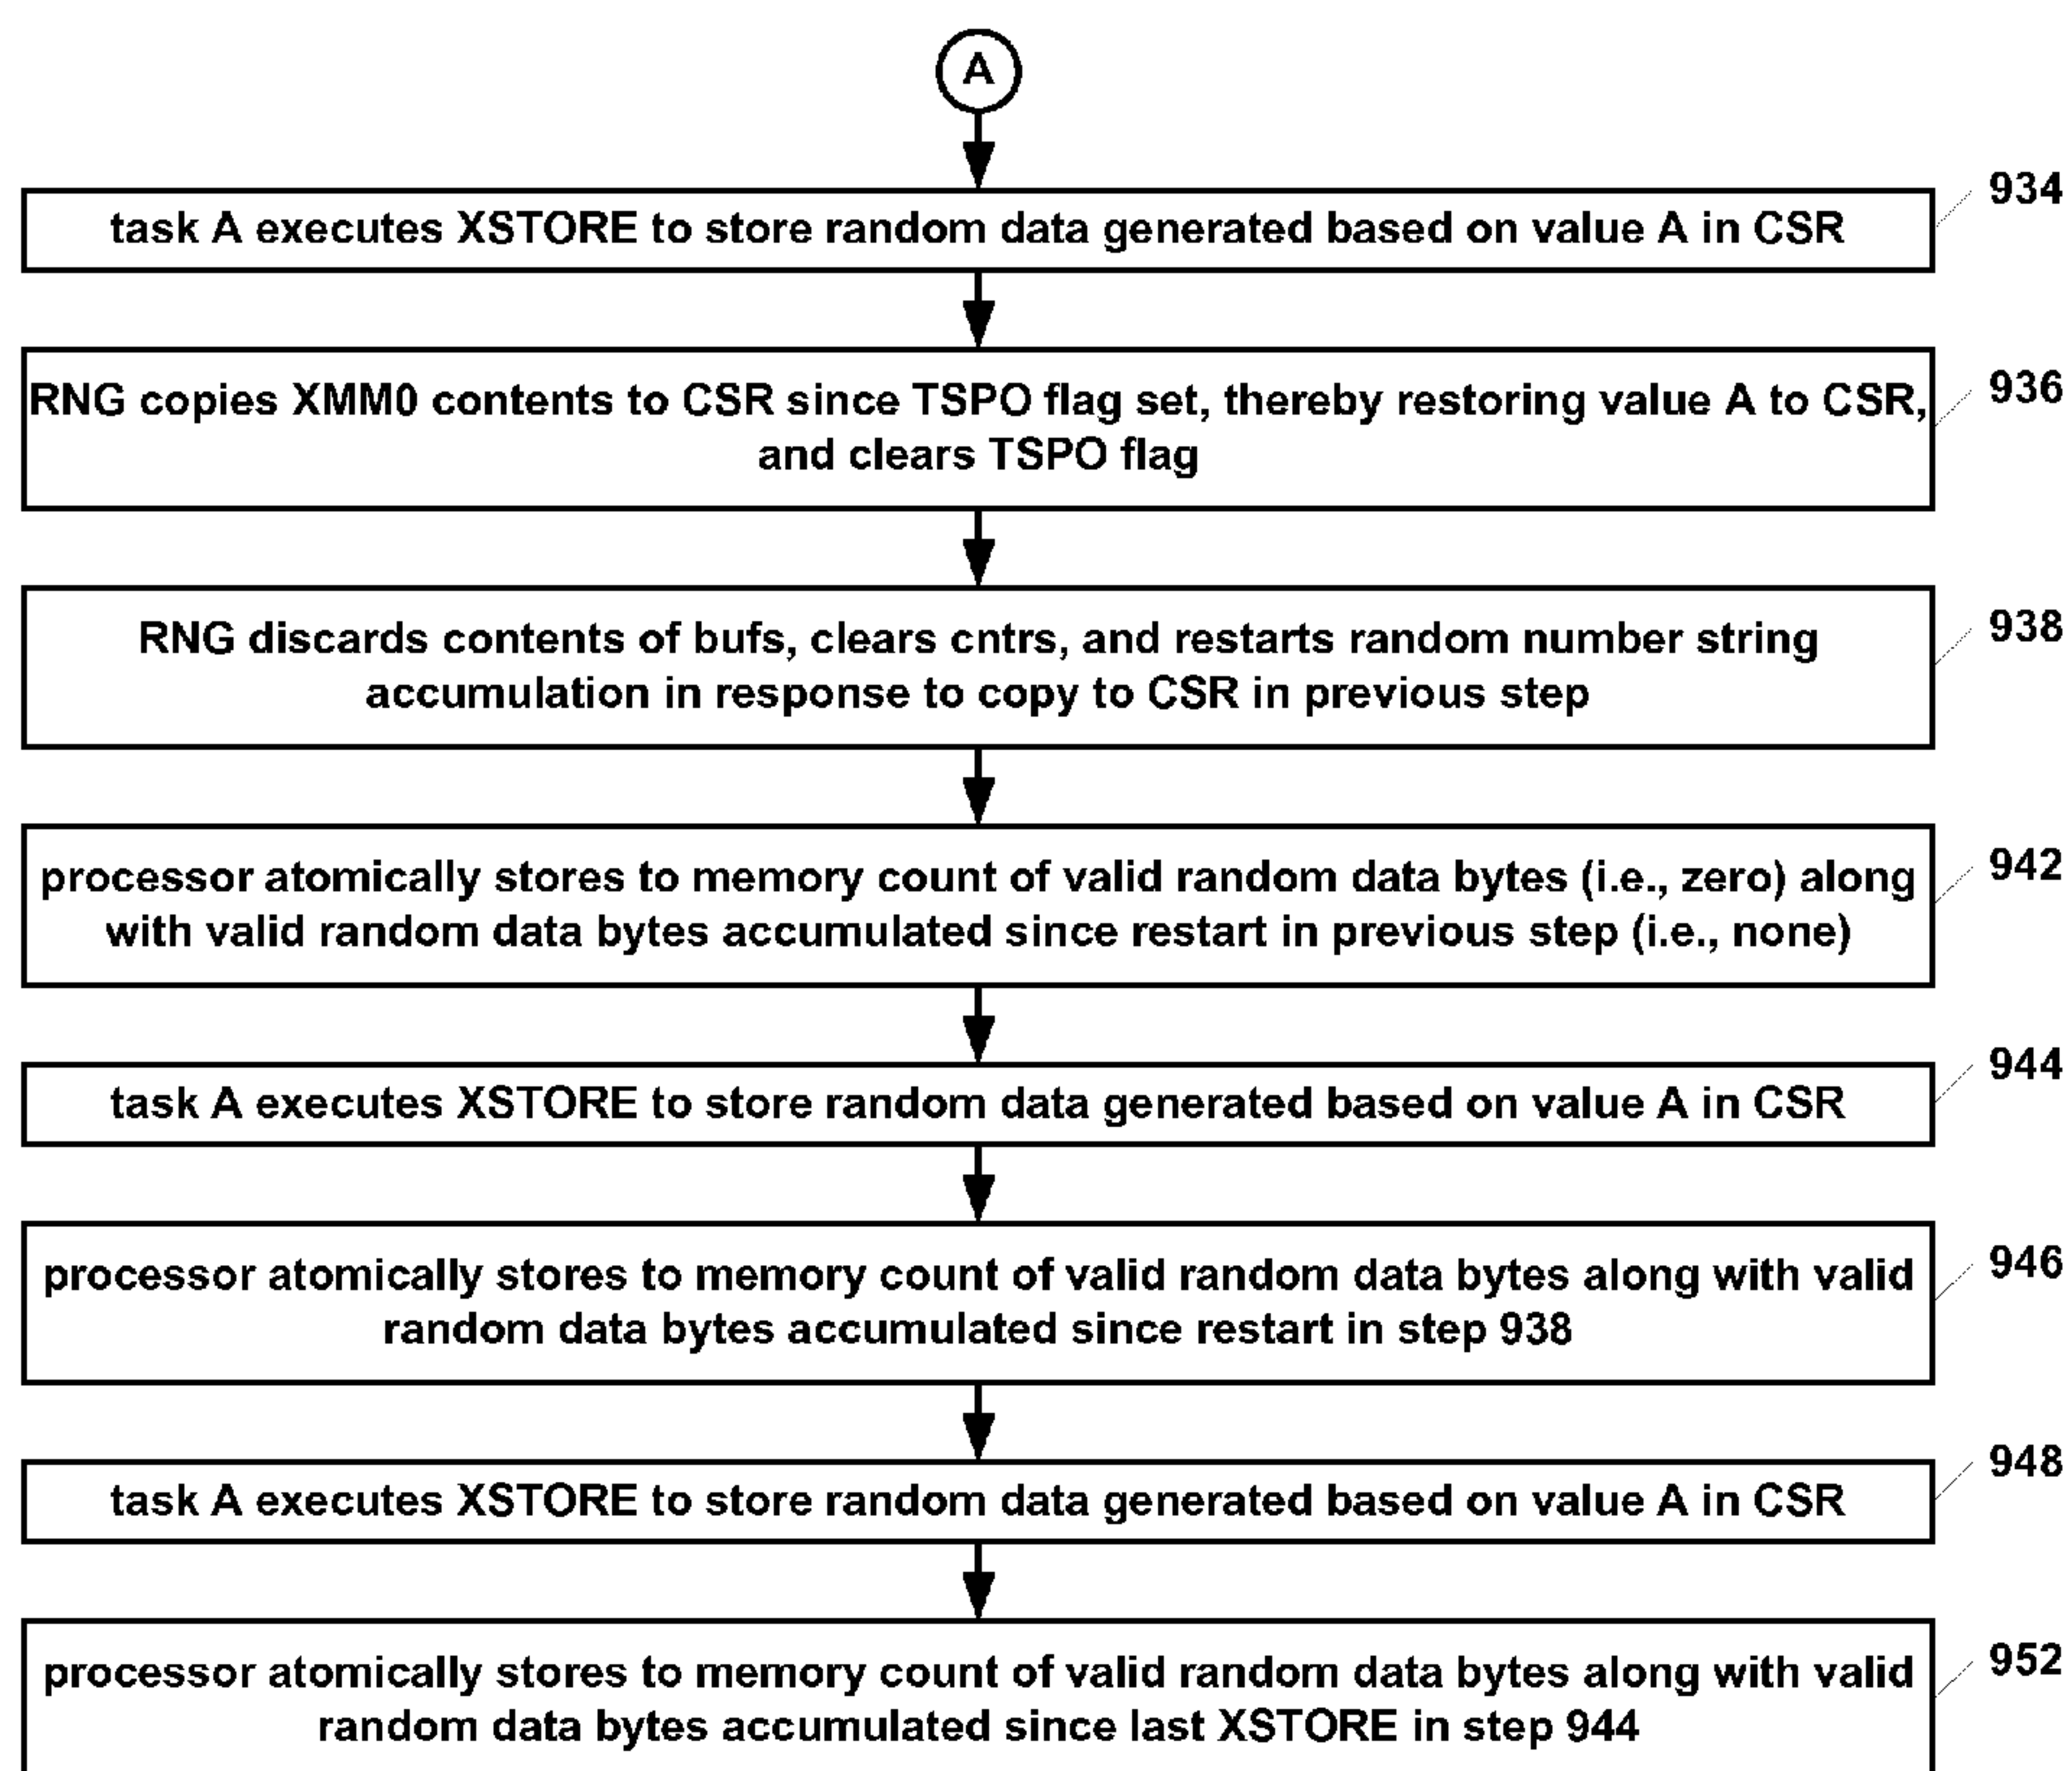 A
934
task A executes XSTORE to store random data generated based on value A in CSR
936
RNG copies XMM0 contents to CSR since TSPO flag set, thereby restoring value A to CSR,
and clears TSPO flag
938
RNG discards contents of bufs, clears cntrs, and restarts random number string
accumulation in response to copy to CSR in previous step
942
processor atomically stores to memory count of valid random data bytes (i.e., zero) along
with valid random data bytes accumulated since restart in previous step (i.e., none)
944
task A executes XSTORE to store random data generated based on value A in CSR
946
processor atomically stores to memory count of valid random data bytes along with valid
random data bytes accumulated since restart in step 938
948
task A executes XSTORE to store random data generated based on value A in CSR
952
processor atomically stores to memory count of valid random data bytes along with valid
random data bytes accumulated since last XSTORE in step 944